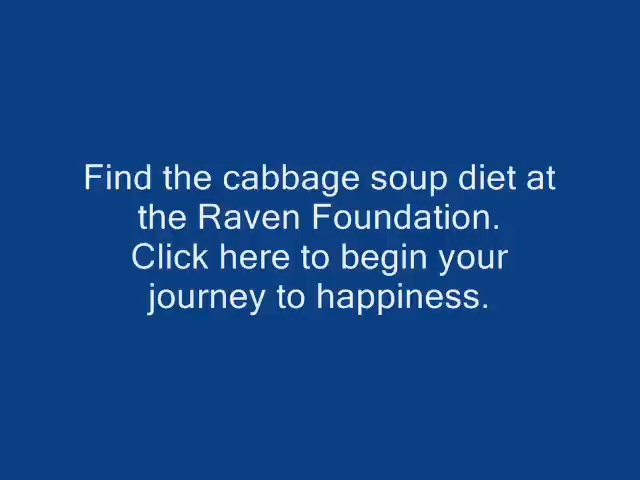 Find the cabbage soup diet at
the Raven Foundation.
Click here to begin your
journey to happiness.